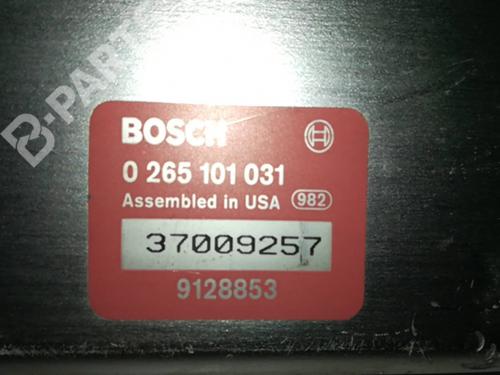 B-PARTS
BOSCH
0 265 101 031
Assembled in USA 982
37009257
9128853